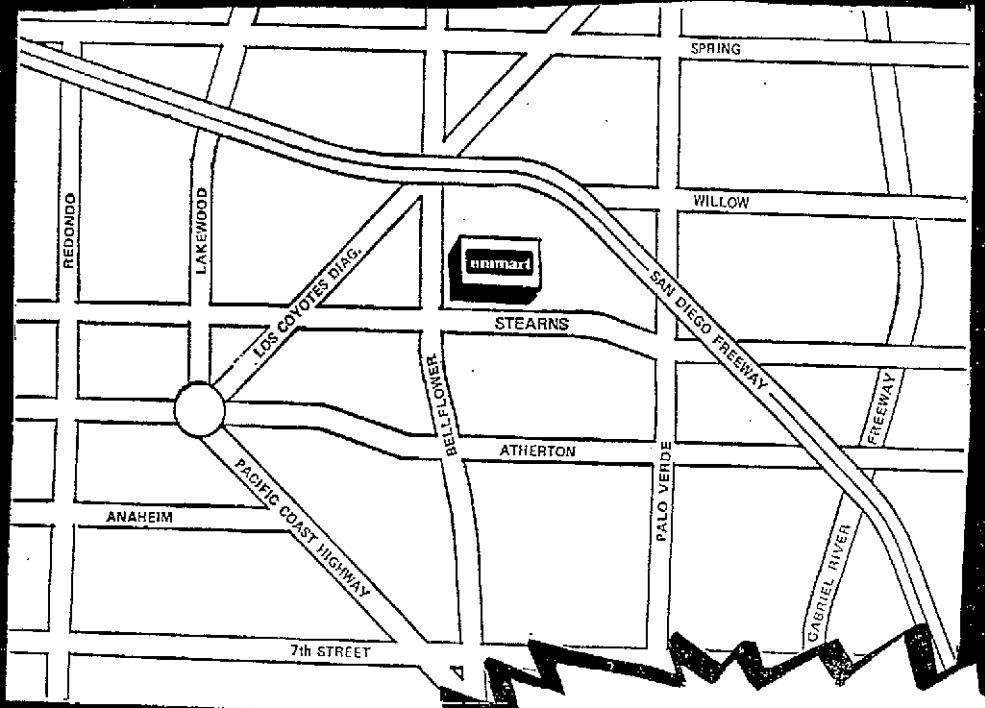 SPRING
WILLOW
REDONDO
LAKEWOOD
LOS COYOTES DIAG.
SAN DIEGO FREEWAY
STEARNS
BELLFLOWER
FREEWAY
ATHERTON
PALO VERDE
PACIFIC COAST HIGHWAY
ANAHEIM
GABRIEL RIVER
7th STREET